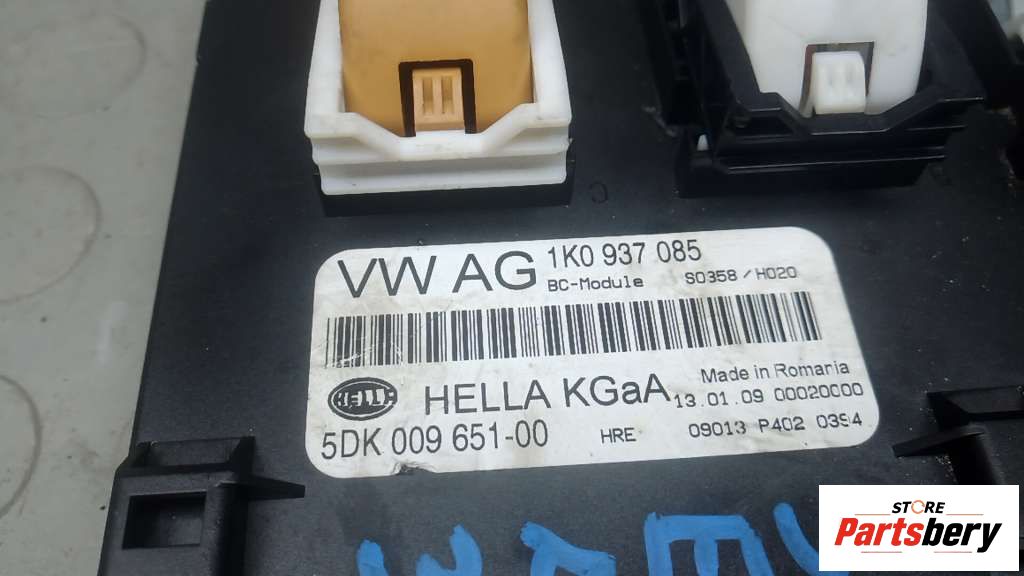 VW AG 1K0 937 085
BC-Module S0358 / H020
HELLA HELLA KGaA Made in Romania
13.01.09 00020000
5DK 009 651-00 HRE 09013 P402 0394
STORE
Partsbery